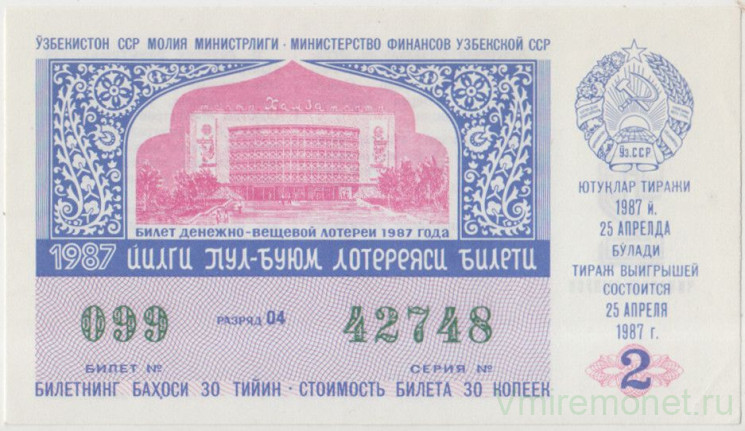 ЎЗБЕКИСТОН ССР МОЛИЯ МИНИСТРЛИГИ · МИНИСТЕРСТВО ФИНАНСОВ УЗБЕКСКОЙ ССР
Хамза
Уз.ССР
БИЛЕТ ДЕНЕЖНО-ВЕЩЕВОЙ ЛОТЕРЕИ 1987 ГОДА
1987 ЙИЛГИ ПУЛ-БУЮМ ЛОТЕРЕЯСИ БИЛЕТИ
ЮТУҚЛАР ТИРАЖИ
1987 й.
25 АПРЕЛДА
БЎЛАДИ
ТИРАЖ ВЫИГРЫШЕЙ
СОСТОИТСЯ
25 АПРЕЛЯ
1987 г.
099 РАЗРЯД 04 42748
БИЛЕТ № СЕРИЯ №
2
БИЛЕТНИНГ БАҲОСИ 30 ТИЙИН · СТОИМОСТЬ БИЛЕТА 30 КОПЕЕК
vmiremonet.ru